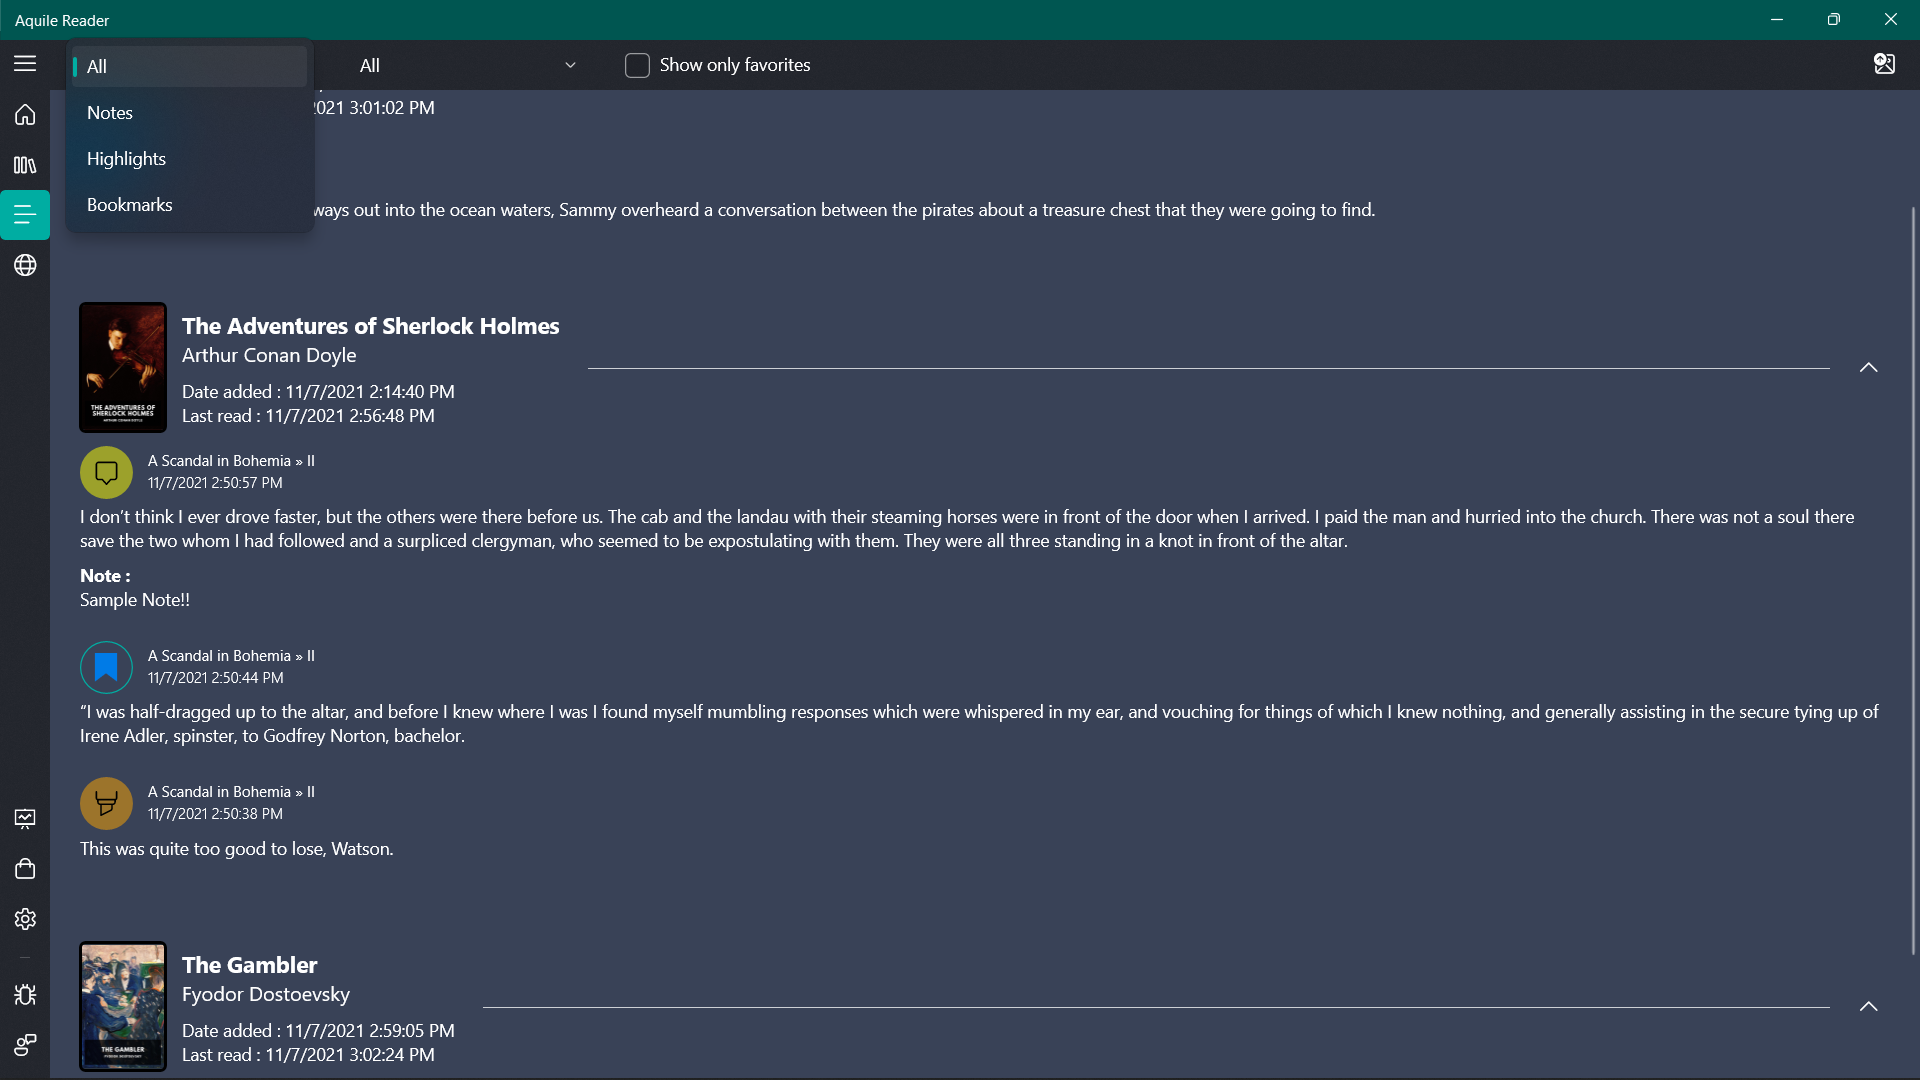 Aquile Reader
All
All
Show only favorites
Notes
021 3:01:02 PM
Highlights
Bookmarks
ways out into the ocean waters, Sammy overheard a conversation between the pirates about a treasure chest that they were going to find.
The Adventures of Sherlock Holmes
Arthur Conan Doyle
Date added : 11/7/2021 2:14:40 PM
Last read : 11/7/2021 2:56:48 PM
THE ADVENTURES OF
SHERLOCK HOLMES
ARTHUR CONAN DOYLE
A Scandal in Bohemia » II
11/7/2021 2:50:57 PM
I don’t think I ever drove faster, but the others were there before us. The cab and the landau with their steaming horses were in front of the door when I arrived. I paid the man and hurried into the church. There was not a soul there
save the two whom I had followed and a surpliced clergyman, who seemed to be expostulating with them. They were all three standing in a knot in front of the altar.
Note :
Sample Note!!
A Scandal in Bohemia » II
11/7/2021 2:50:44 PM
“I was half-dragged up to the altar, and before I knew where I was I found myself mumbling responses which were whispered in my ear, and vouching for things of which I knew nothing, and generally assisting in the secure tying up of
Irene Adler, spinster, to Godfrey Norton, bachelor.
A Scandal in Bohemia » II
11/7/2021 2:50:38 PM
This was quite too good to lose, Watson.
The Gambler
Fyodor Dostoevsky
Date added : 11/7/2021 2:59:05 PM
Last read : 11/7/2021 3:02:24 PM
THE GAMBLER
FYODOR DOSTOEVSKY